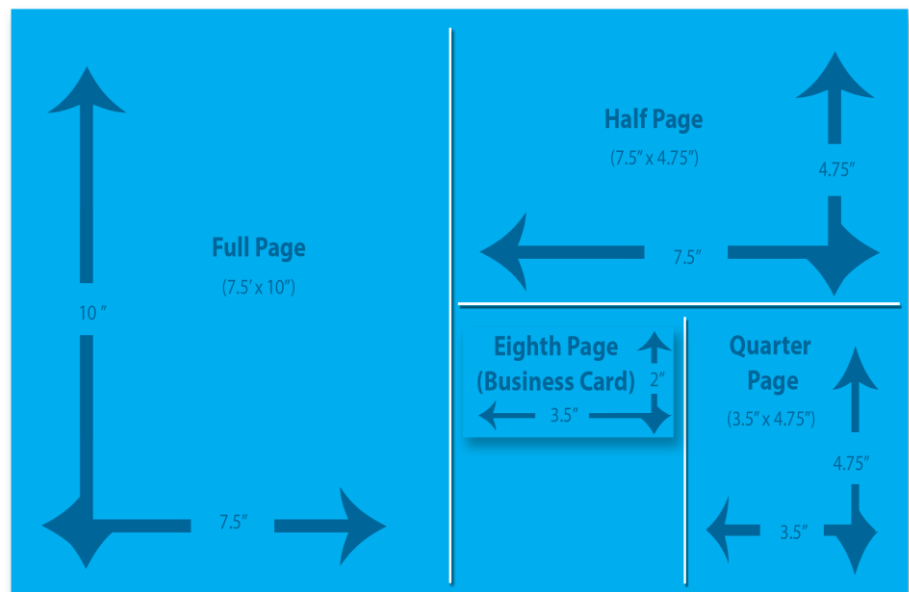 Full Page
(7.5' x 10”)
10 ”
7.5”
Half Page
(7.5” x 4.75”)
4.75”
7.5”
Eighth Page
(Business Card)
2”
3.5”
Quarter
Page
(3.5” x 4.75”)
4.75”
3.5”